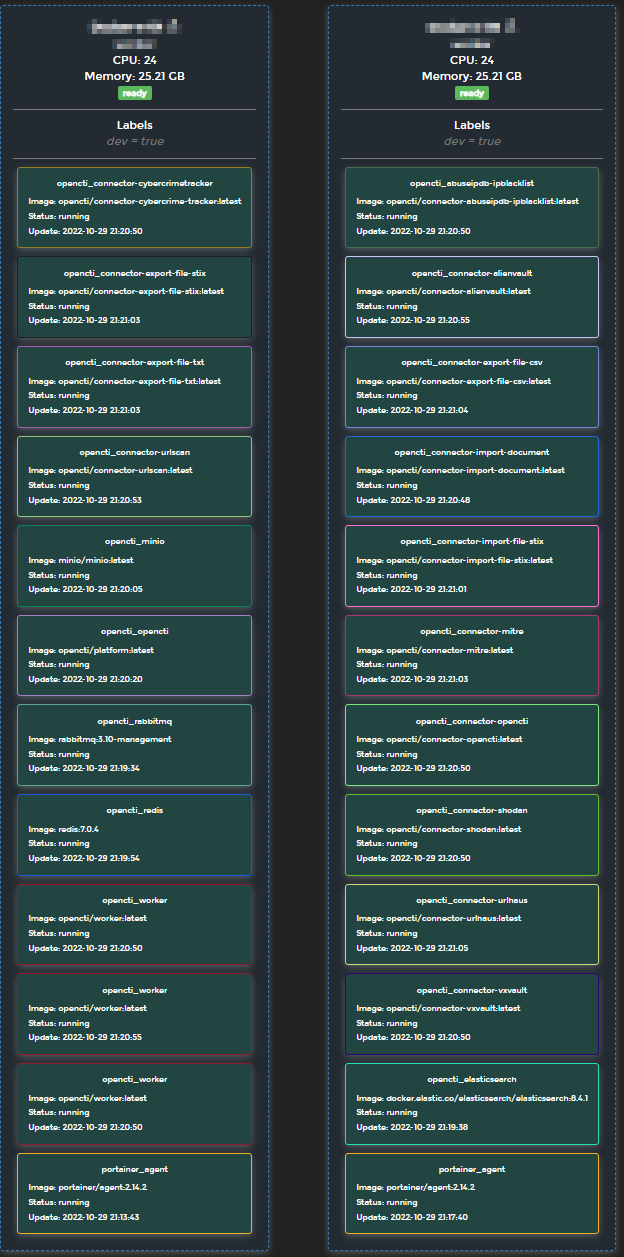 CPU: 24
Memory: 25.21 GB
ready
Labels
dev = true
opencti_connector-cybercrimetracker
Image: opencti/connector-cybercrime-tracker:latest
Status: running
Update: 2022-10-29 21:20:50
opencti_connector-export-file-stix
Image: opencti/connector-export-file-stix:latest
Status: running
Update: 2022-10-29 21:21:03
opencti_connector-export-file-txt
Image: opencti/connector-export-file-txt:latest
Status: running
Update: 2022-10-29 21:21:03
opencti_connector-urlscan
Image: opencti/connector-urlscan:latest
Status: running
Update: 2022-10-29 21:20:53
opencti_minio
Image: minio/minio:latest
Status: running
Update: 2022-10-29 21:20:05
opencti_opencti
Image: opencti/platform:latest
Status: running
Update: 2022-10-29 21:20:20
opencti_rabbitmq
Image: rabbitmq:3.10-management
Status: running
Update: 2022-10-29 21:19:34
opencti_redis
Image: redis:7.0.4
Status: running
Update: 2022-10-29 21:19:54
opencti_worker
Image: opencti/worker:latest
Status: running
Update: 2022-10-29 21:20:50
opencti_worker
Image: opencti/worker:latest
Status: running
Update: 2022-10-29 21:20:55
opencti_worker
Image: opencti/worker:latest
Status: running
Update: 2022-10-29 21:20:50
portainer_agent
Image: portainer/agent:2.14.2
Status: running
Update: 2022-10-29 21:13:43
CPU: 24
Memory: 25.21 GB
ready
Labels
dev = true
opencti_abuseipdb-ipblacklist
Image: opencti/connector-abuseipdb-ipblacklist:latest
Status: running
Update: 2022-10-29 21:20:50
opencti_connector-alienvault
Image: opencti/connector-alienvault:latest
Status: running
Update: 2022-10-29 21:20:55
opencti_connector-export-file-csv
Image: opencti/connector-export-file-csv:latest
Status: running
Update: 2022-10-29 21:21:04
opencti_connector-import-document
Image: opencti/connector-import-document:latest
Status: running
Update: 2022-10-29 21:20:48
opencti_connector-import-file-stix
Image: opencti/connector-import-file-stix:latest
Status: running
Update: 2022-10-29 21:21:01
opencti_connector-mitre
Image: opencti/connector-mitre:latest
Status: running
Update: 2022-10-29 21:21:03
opencti_connector-opencti
Image: opencti/connector-opencti:latest
Status: running
Update: 2022-10-29 21:20:50
opencti_connector-shodan
Image: opencti/connector-shodan:latest
Status: running
Update: 2022-10-29 21:20:50
opencti_connector-urlhaus
Image: opencti/connector-urlhaus:latest
Status: running
Update: 2022-10-29 21:21:05
opencti_connector-vxvault
Image: opencti/connector-vxvault:latest
Status: running
Update: 2022-10-29 21:20:50
opencti_elasticsearch
Image: docker.elastic.co/elasticsearch/elasticsearch:8.4.1
Status: running
Update: 2022-10-29 21:19:38
portainer_agent
Image: portainer/agent:2.14.2
Status: running
Update: 2022-10-29 21:17:40